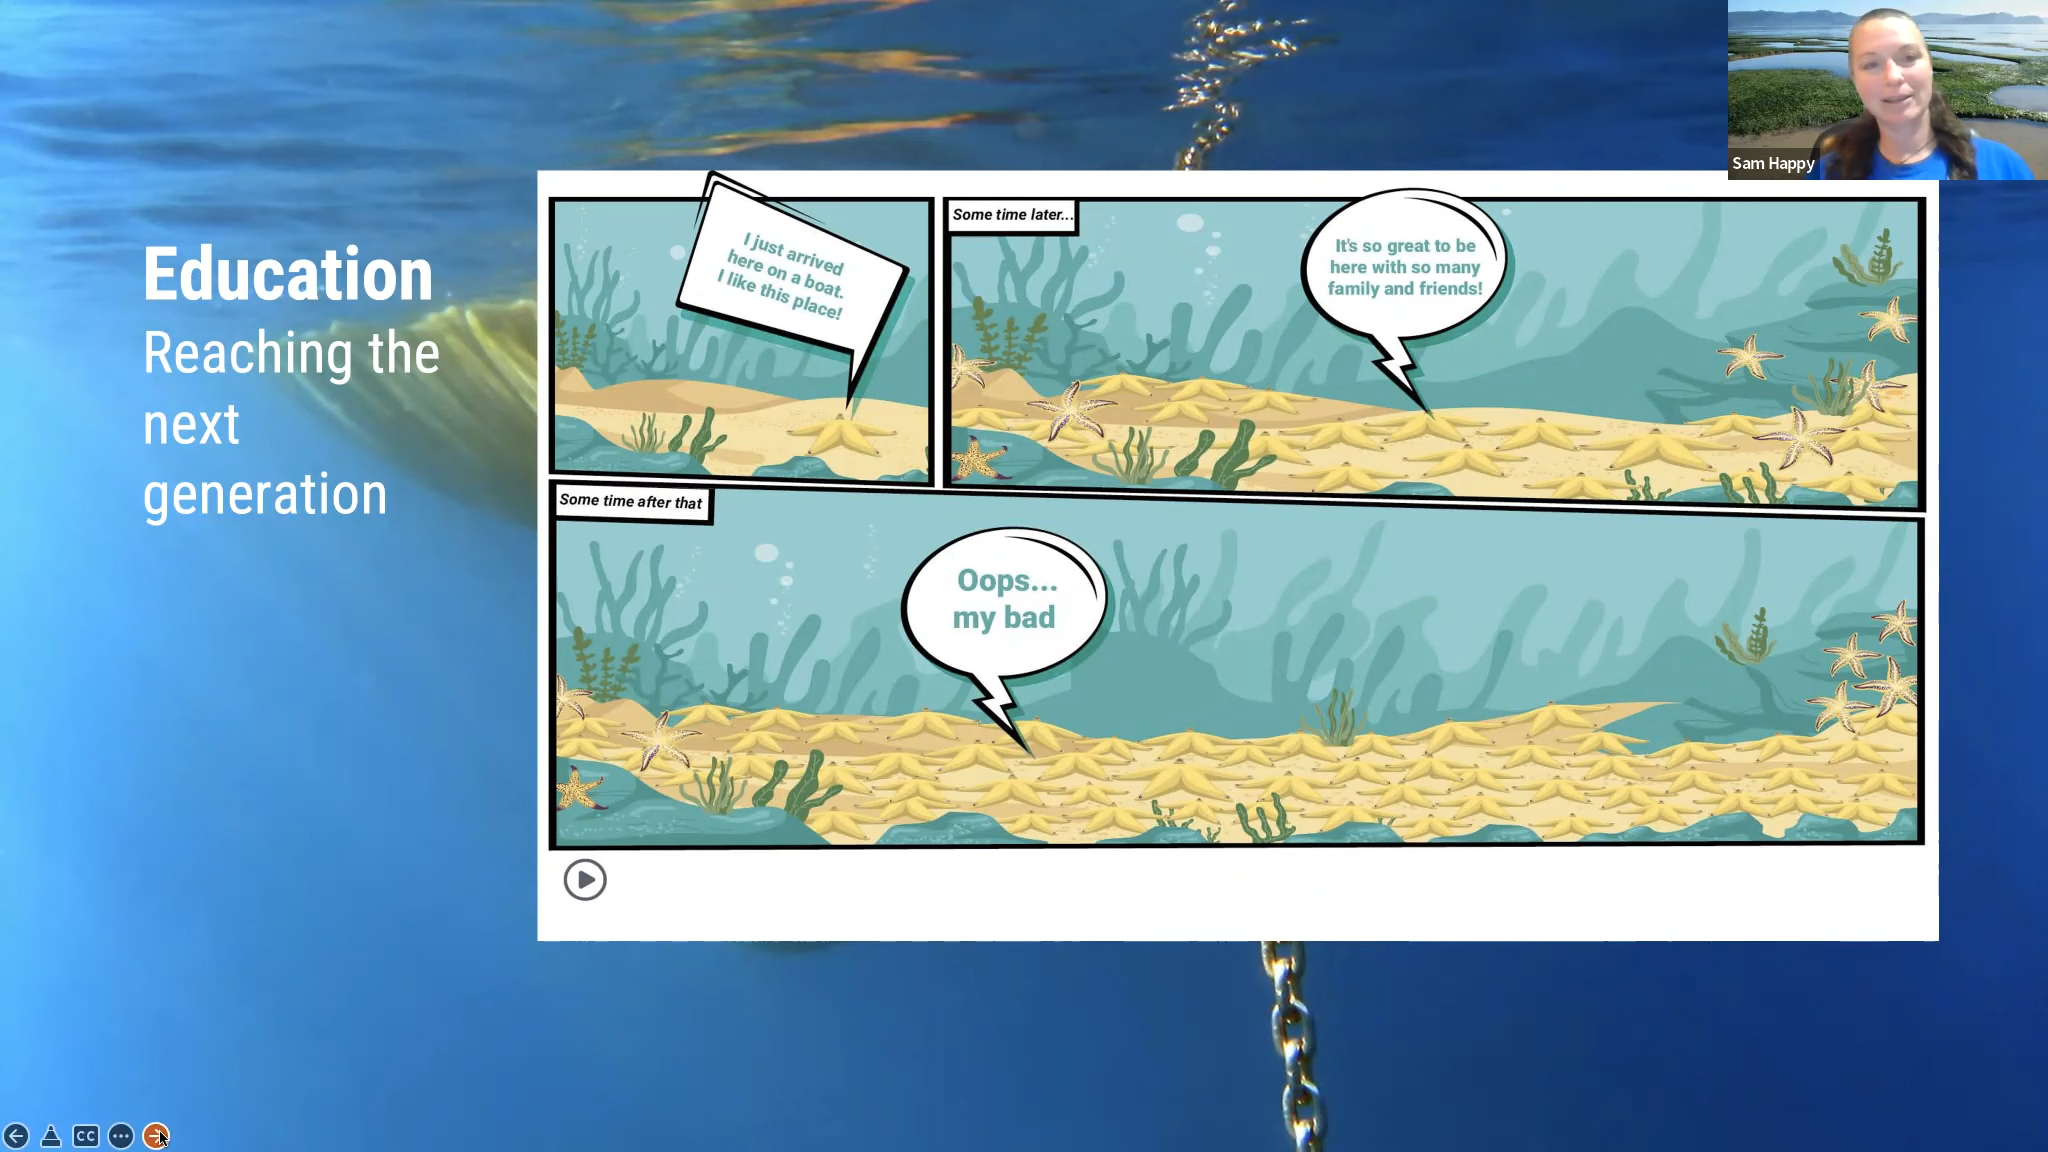 Sam Happy
Education
Reaching the
next
generation
I just arrived
here on a boat.
I like this place!
Some time later...
It's so great to be
here with so many
family and friends!
Some time after that
Oops...
my bad
CC